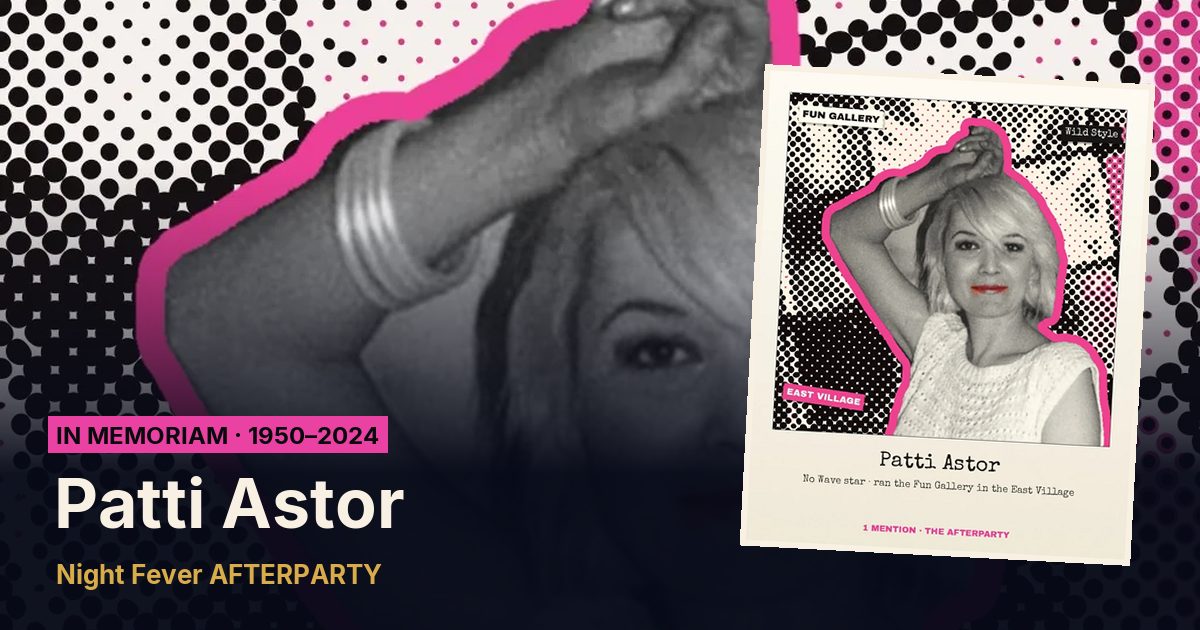 IN MEMORIAM · 1950–2024
Patti Astor
Night Fever AFTERPARTY
FUN GALLERY
Wild Style
EAST VILLAGE
Patti Astor
No Wave star · ran the Fun Gallery in the East Village
1 MENTION · THE AFTERPARTY